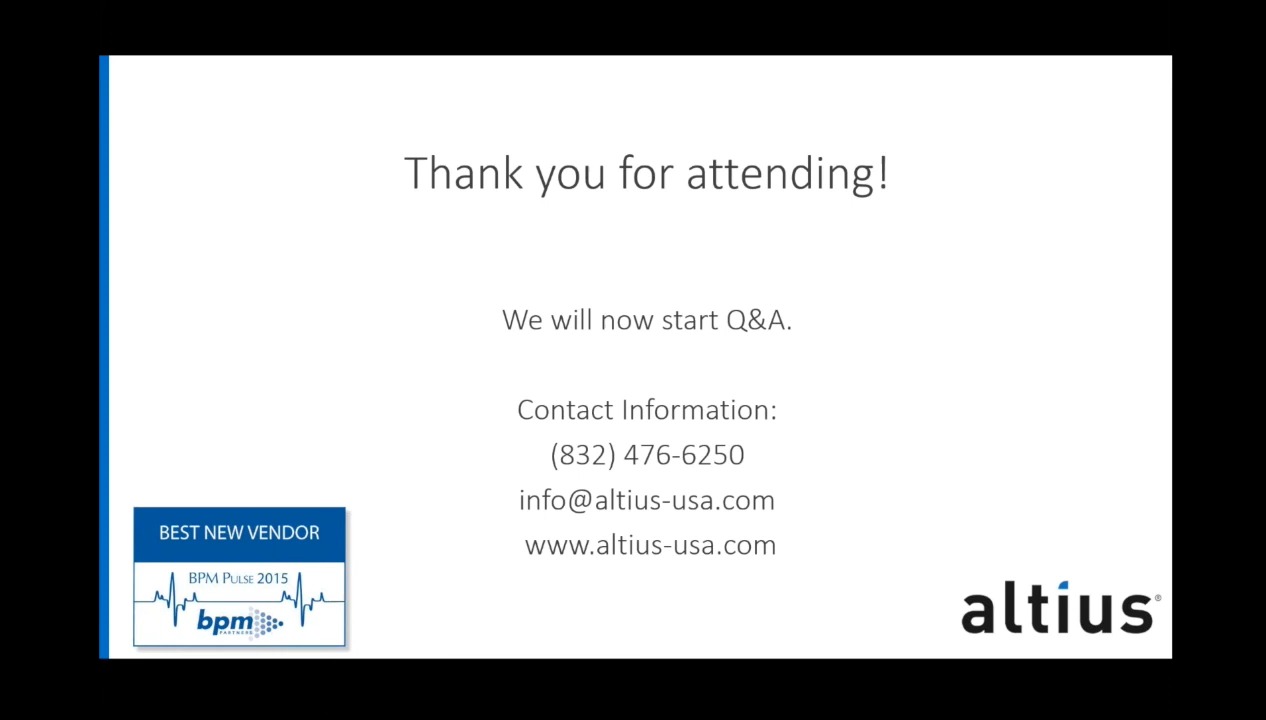 Thank you for attending!
We will now start Q&A.
Contact Information:
(832) 476-6250
info@altius-usa.com
www.altius-usa.com
BEST NEW VENDOR
BPM PULSE 2015
bpm
PARTNERS
altius®